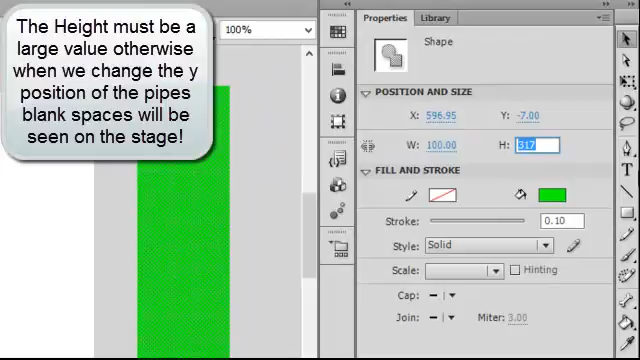 The Height must be a
large value otherwise
when we change the y
position of the pipes
blank spaces will be
seen on the stage!
100%
Properties
Library
Shape
POSITION AND SIZE
X: 596.95
Y: -7.00
W: 100.00
H: 317
FILL AND STROKE
Stroke:
0.10
Style: Solid
Scale:
Hinting
Cap:
Join:
Miter: 3.00
T